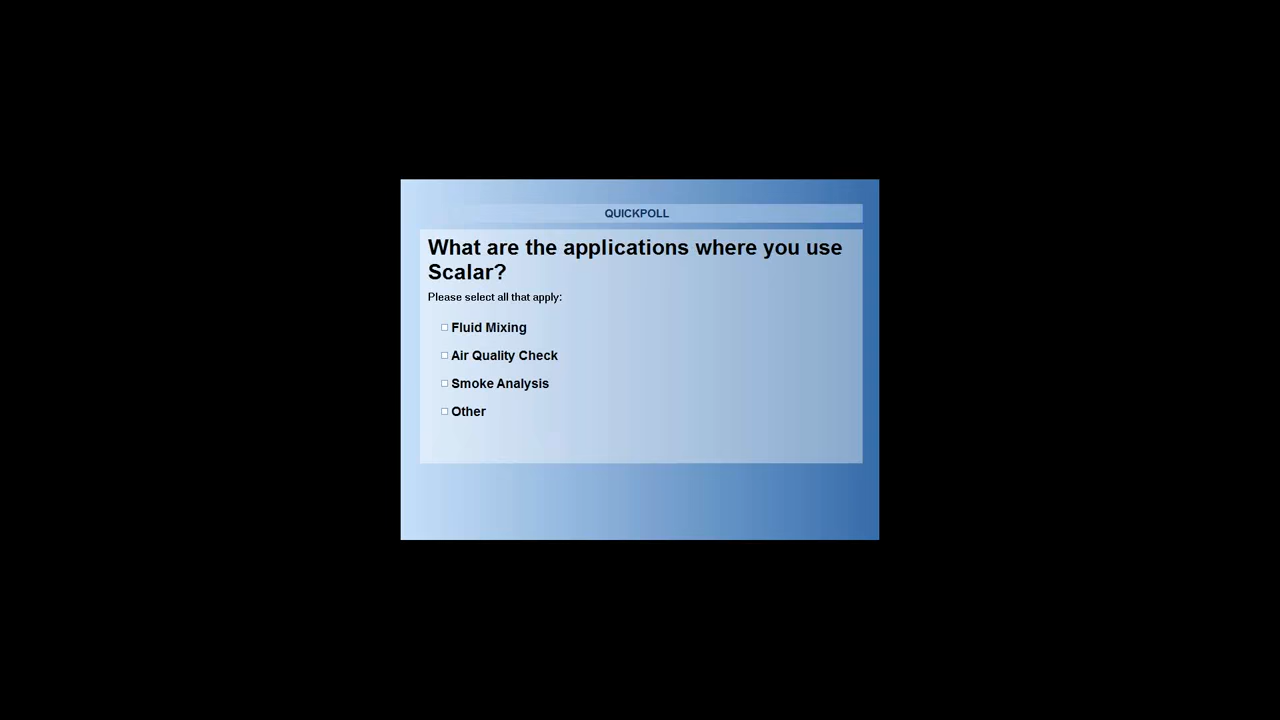 QUICKPOLL
What are the applications where you use
Scalar?
Please select all that apply:
Fluid Mixing
Air Quality Check
Smoke Analysis
Other